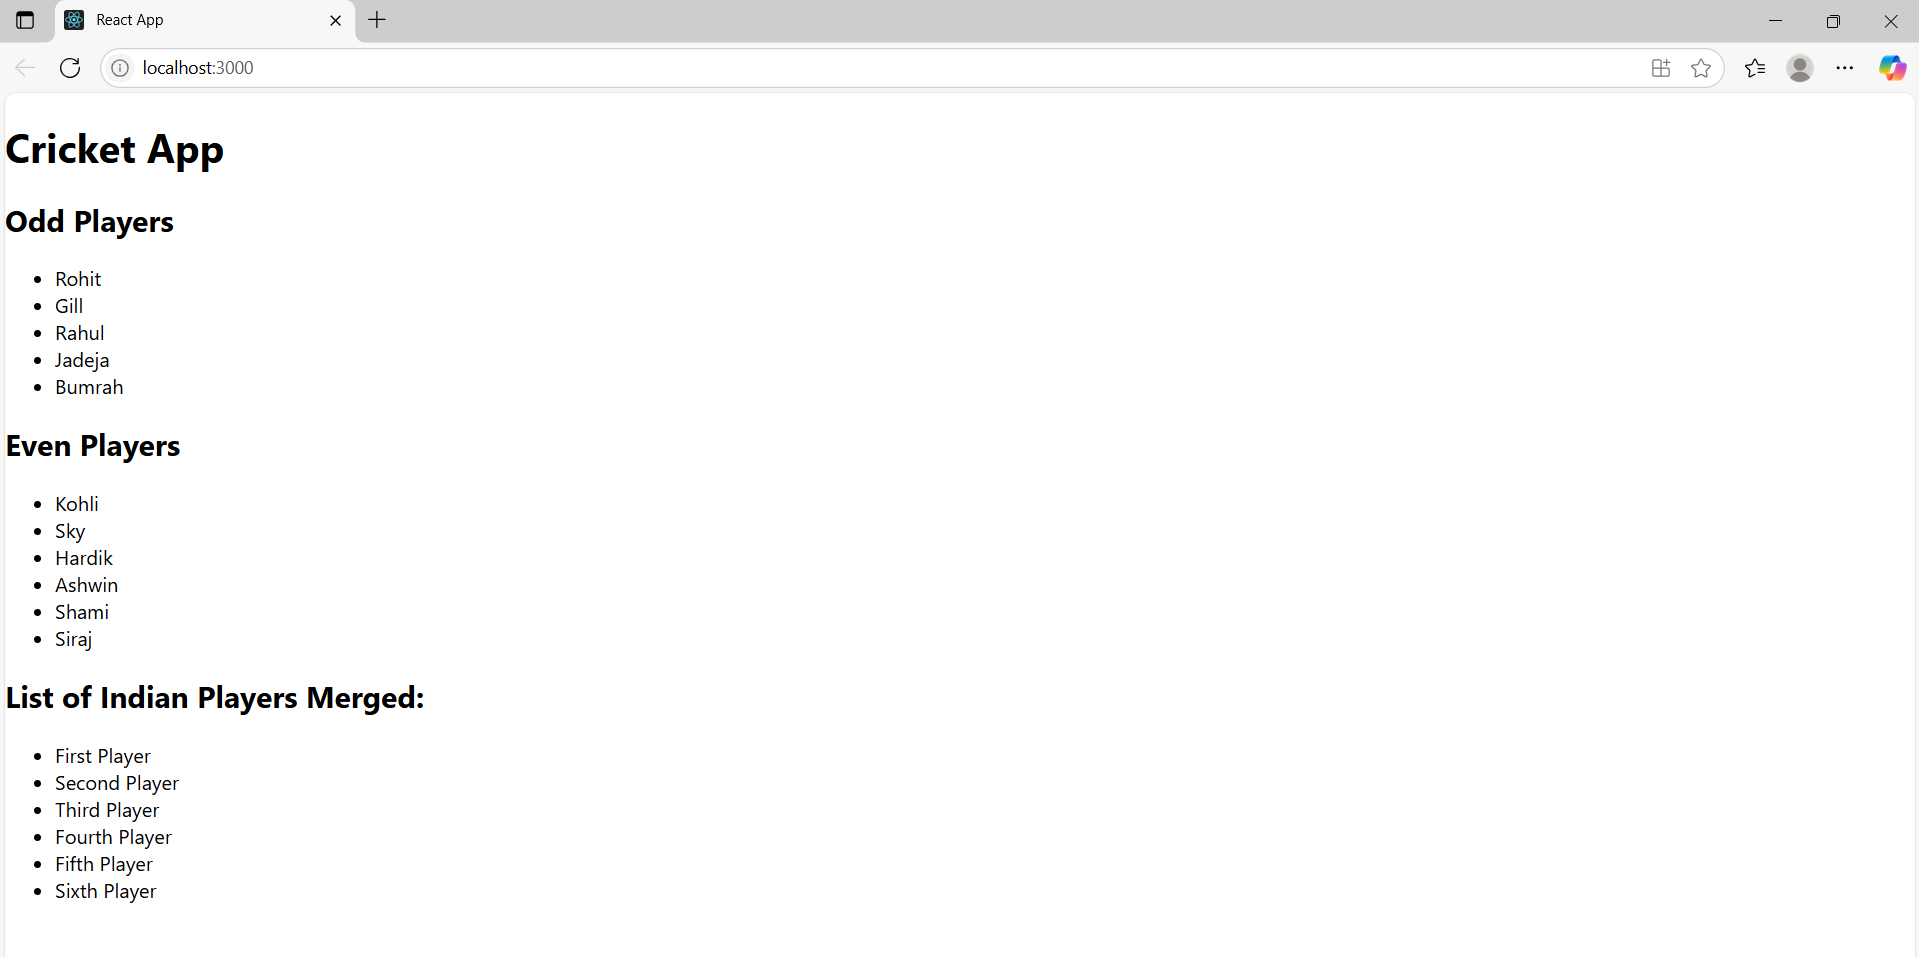 React App
localhost:3000
Cricket App
Odd Players
Rohit
Gill
Rahul
Jadeja
Bumrah
Even Players
Kohli
Sky
Hardik
Ashwin
Shami
Siraj
List of Indian Players Merged:
First Player
Second Player
Third Player
Fourth Player
Fifth Player
Sixth Player